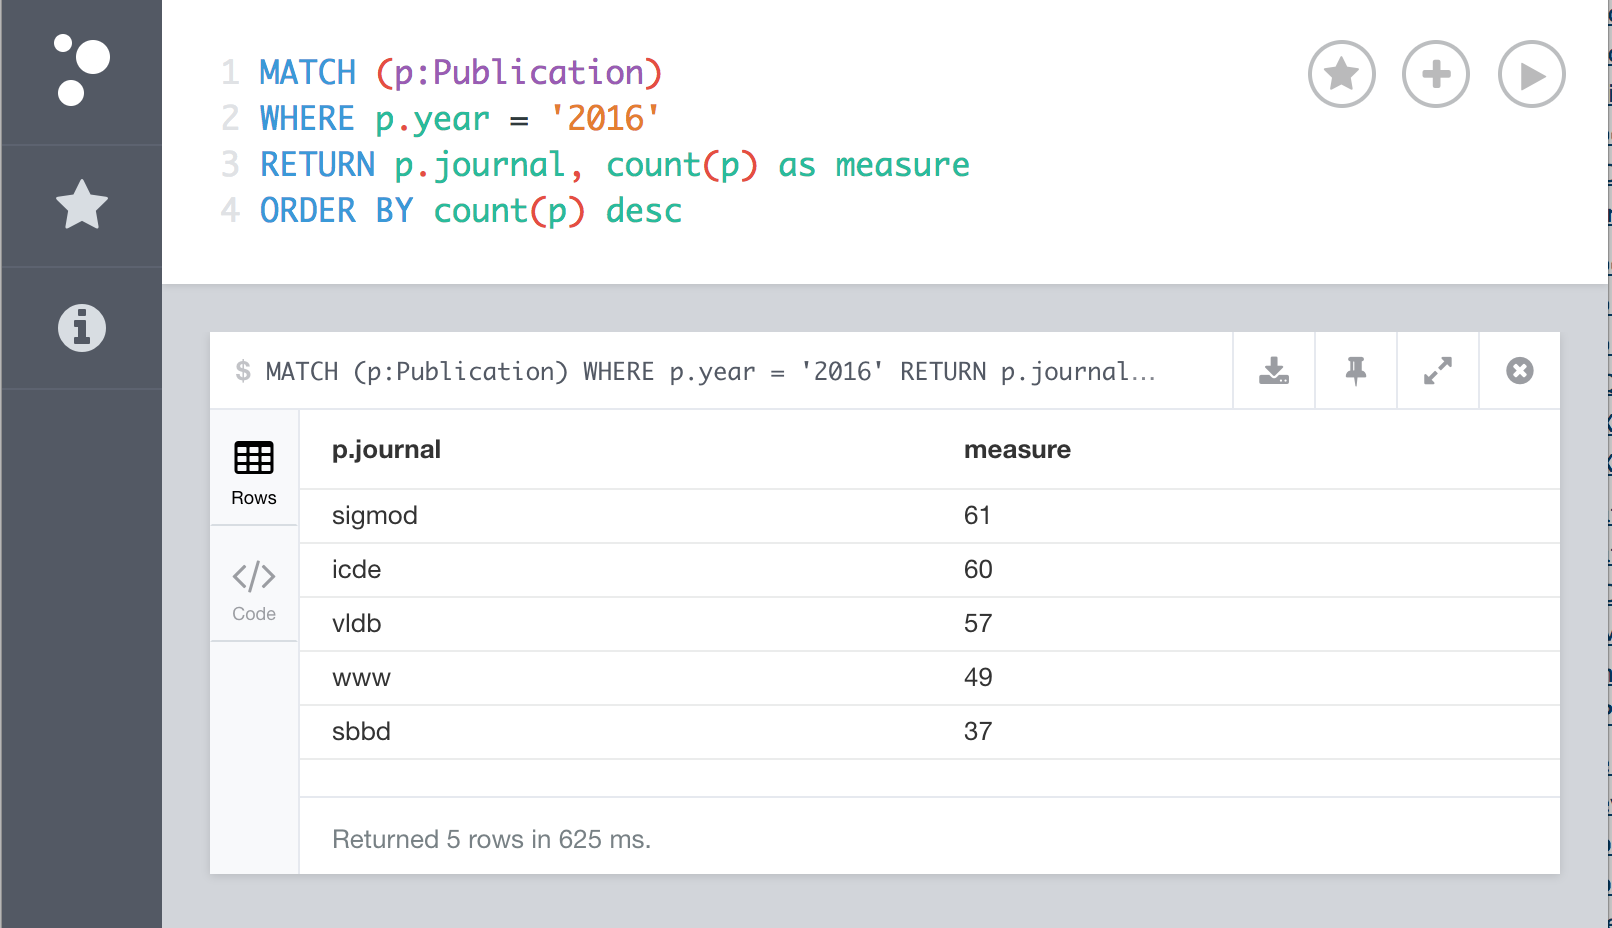 1 MATCH (p:Publication)
2 WHERE p.year = '2016'
3 RETURN p.journal, count(p) as measure
4 ORDER BY count(p) desc
$ MATCH (p:Publication) WHERE p.year = '2016' RETURN p.journal...
Rows
Code
p.journal measure
sigmod 61
icde 60
vldb 57
www 49
sbbd 37
Returned 5 rows in 625 ms.